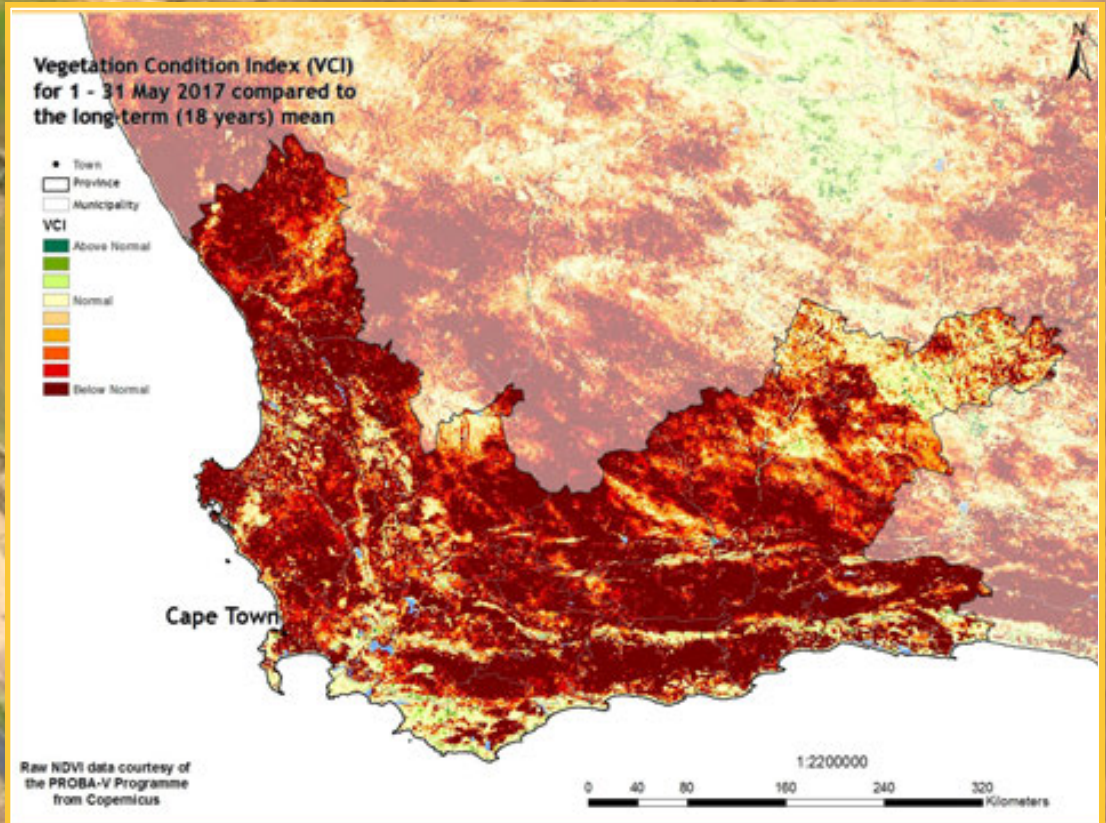 Vegetation Condition Index (VCI)
for 1 - 31 May 2017 compared to
the long-term (18 years) mean
N
Town
Province
Municipality
VCI
Above Normal
Normal
Below Normal
Cape Town
Raw NDVI data courtesy of
the PROBA-V Programme
from Copernicus
1:2200000
0 40 80 160 240 320
Kilometers